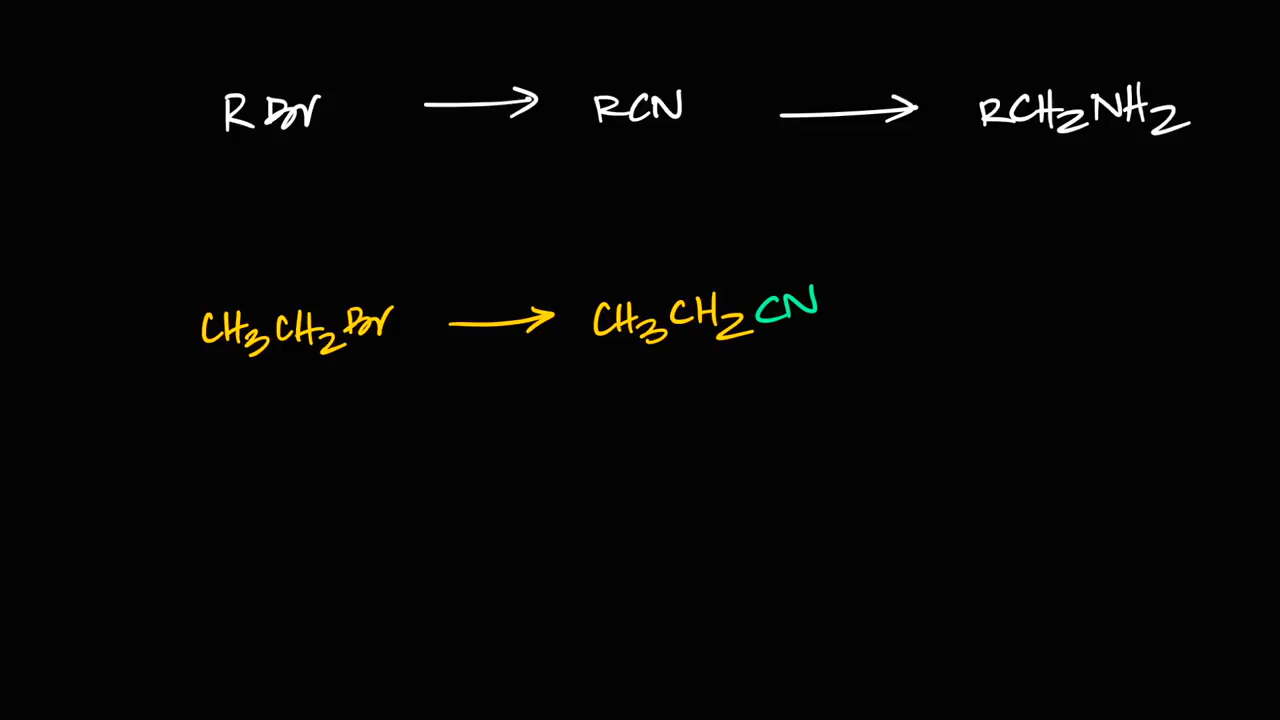 RBr → RCN → RCH₂NH₂
CH₃CH₂Br → CH₃CH₂CN